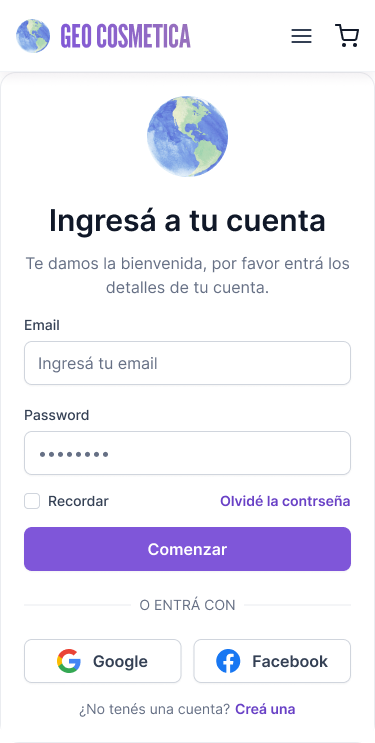 GEO COSMETICA
Ingresá a tu cuenta
Te damos la bienvenida, por favor entrá los
detalles de tu cuenta.
Email
Ingresá tu email
Password
••••••••
Recordar
Olvidé la contrseña
Comenzar
O ENTRÁ CON
Google
Facebook
¿No tenés una cuenta? Creá una